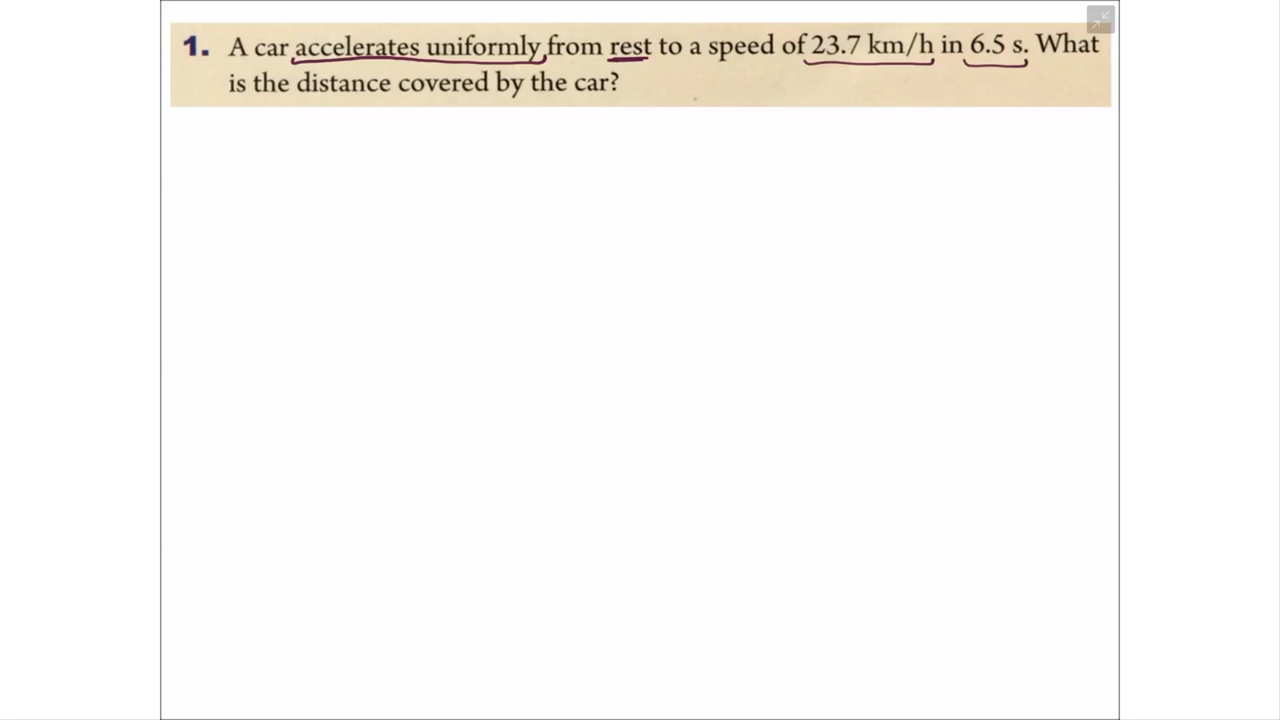 1. A car accelerates uniformly from rest to a speed of 23.7 km/h in 6.5 s. What
is the distance covered by the car?